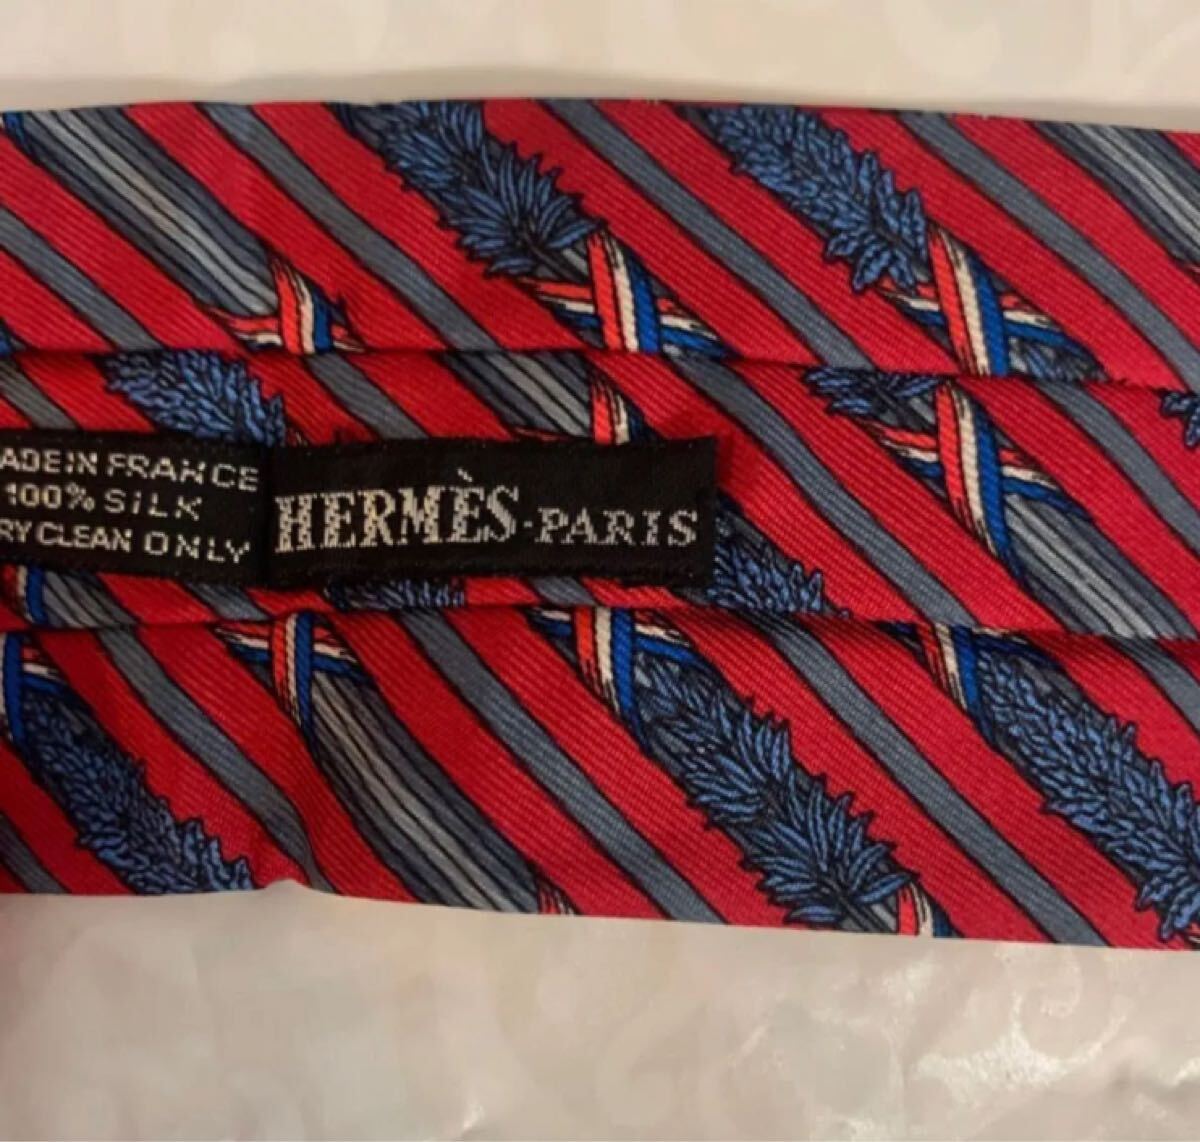 ADE IN FRANCE
100% SILK
RY CLEAN ONLY
HERMÈS-PARIS